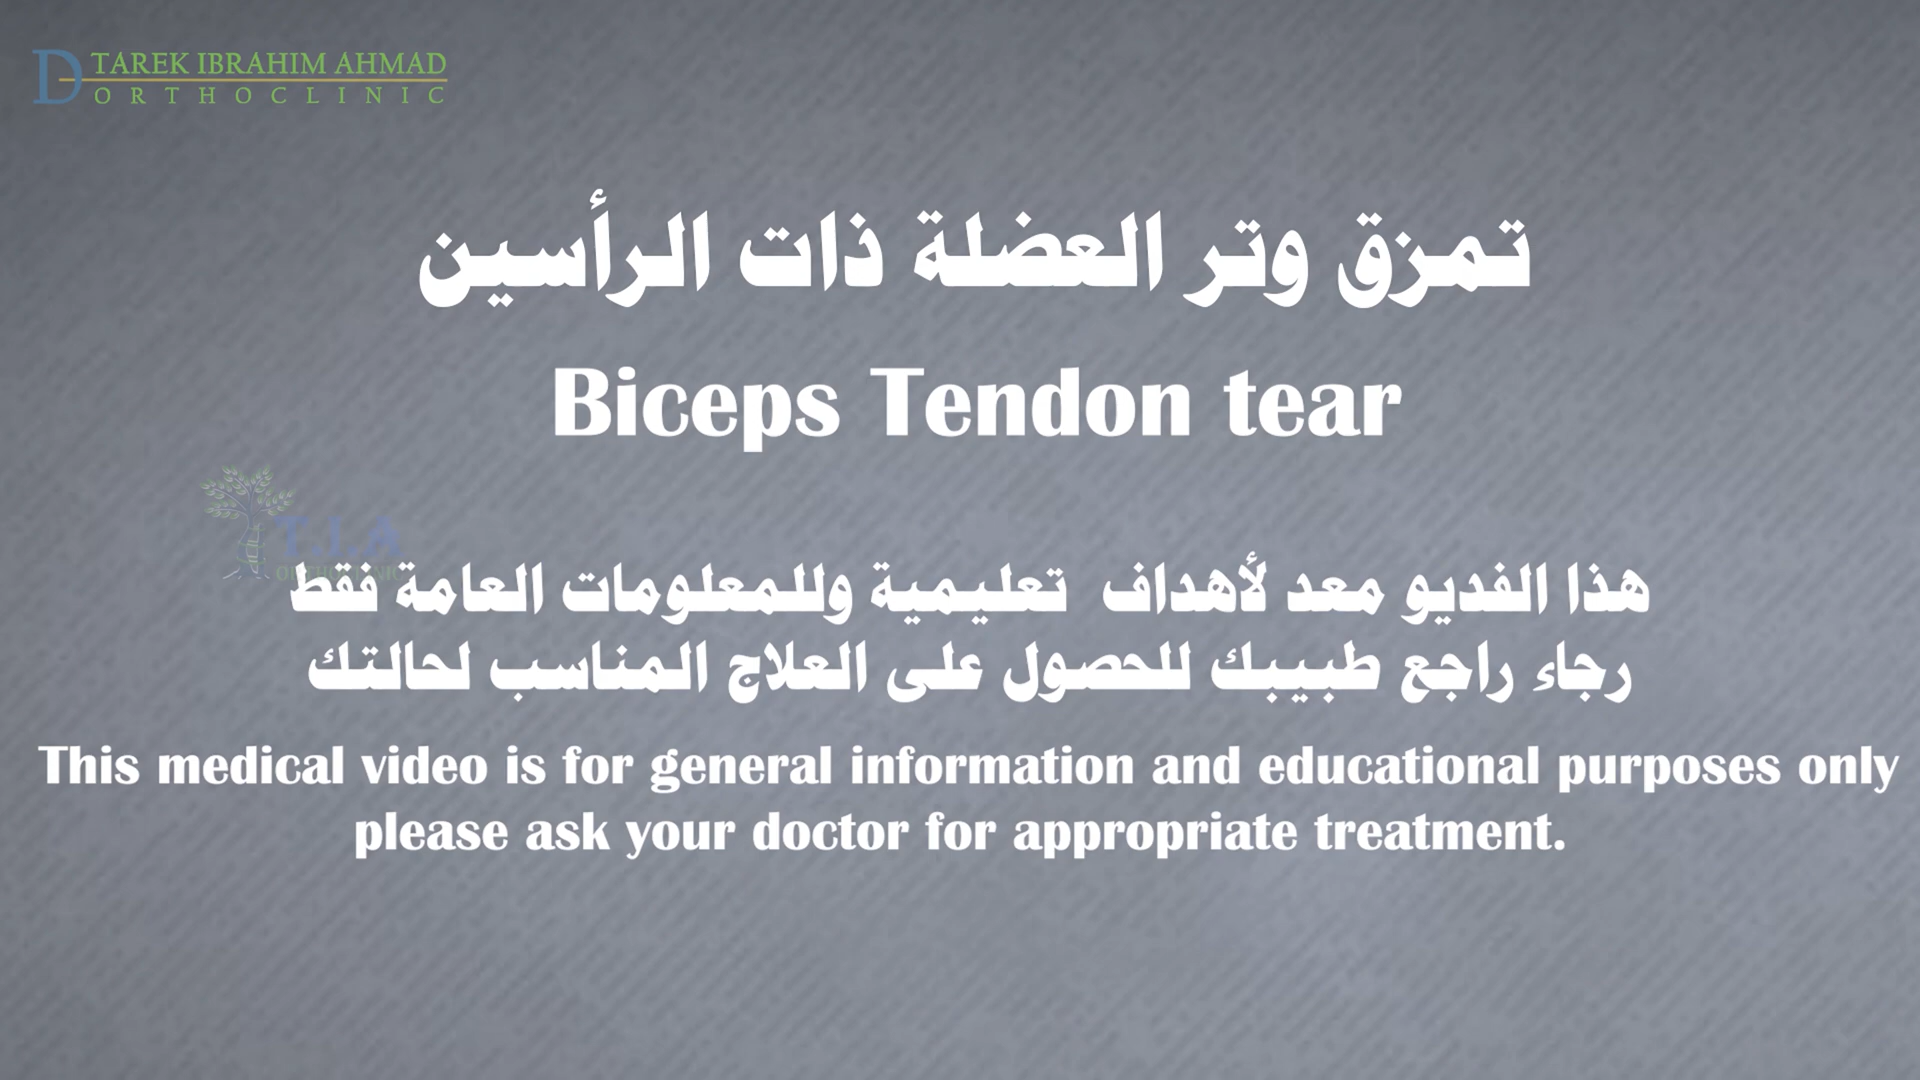 D TAREK IBRAHIM AHMAD
ORTHOCLINIC
تمزق وتر العضلة ذات الرأسين
Biceps Tendon tear
T.I.A
ORTHOCLINIC
هذا الفديو معد لأهداف تعليمية وللمعلومات العامة فقط
رجاء راجع طبيبك للحصول على العلاج المناسب لحالتك
This medical video is for general information and educational purposes only
please ask your doctor for appropriate treatment.